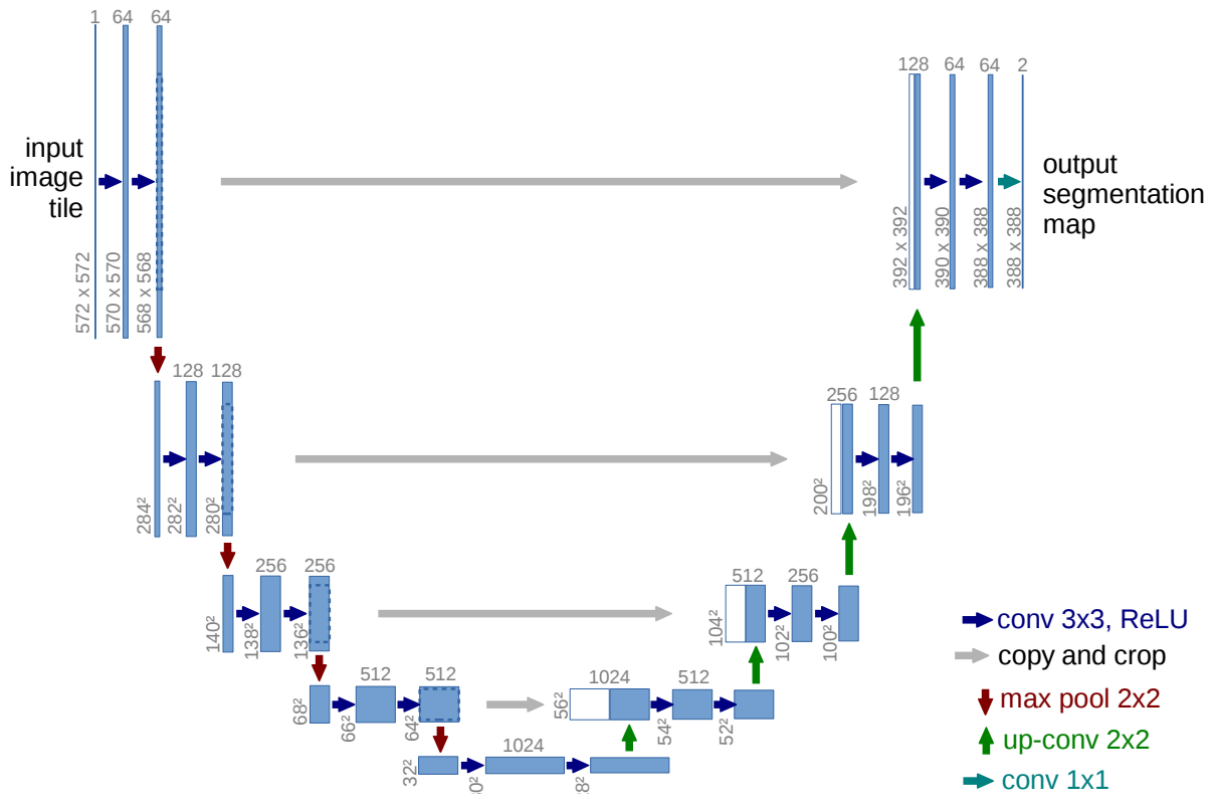 1 64 64
128 64 64 2
input
image
tile
output
segmentation
map
572 x 572
570 x 570
568 x 568
392 x 392
390 x 390
388 x 388
388 x 388
128 128
256 128
284²
282²
280²
200²
198²
196²
256 256
512 256
140²
138²
136²
104²
102²
100²
512 512
1024 512
68²
66²
64²
56²
54²
52²
1024
32²
conv 3x3, ReLU
copy and crop
max pool 2x2
up-conv 2x2
conv 1x1